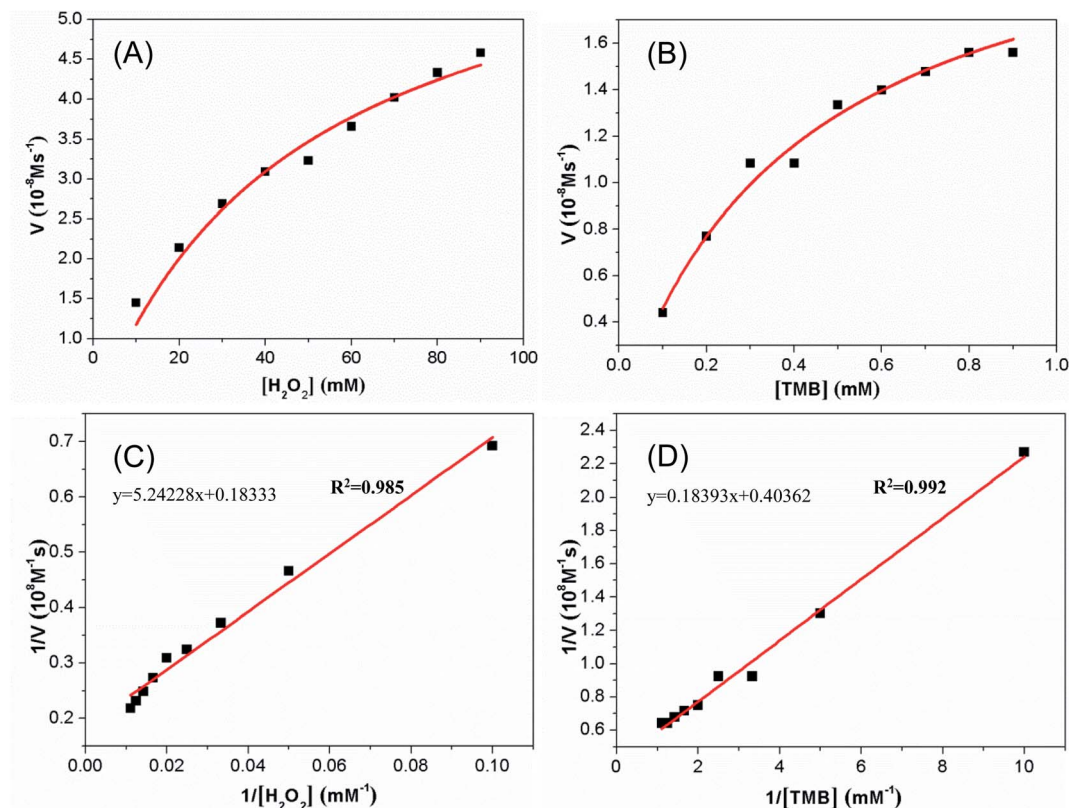 (A)
5.0
4.5
4.0
3.5
3.0
2.5
2.0
1.5
1.0
V (10⁻⁸Ms⁻¹)
0 20 40 60 80 100
[H₂O₂] (mM)
(B)
1.6
1.4
1.2
1.0
0.8
0.6
0.4
V (10⁻⁸Ms⁻¹)
0.0 0.2 0.4 0.6 0.8 1.0
[TMB] (mM)
(C)
y=5.24228x+0.18333 R²=0.985
0.7
0.6
0.5
0.4
0.3
0.2
1/V (10⁸M⁻¹s)
0.00 0.02 0.04 0.06 0.08 0.10
1/[H₂O₂] (mM⁻¹)
(D)
y=0.18393x+0.40362 R²=0.992
2.4
2.2
2.0
1.8
1.6
1.4
1.2
1.0
0.8
0.6
1/V (10⁸M⁻¹s)
0 2 4 6 8 10
1/[TMB] (mM⁻¹)